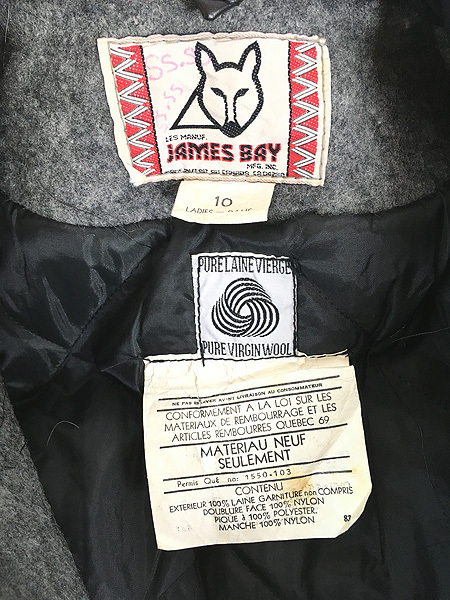 SS.S
LES MANUF.
JAMES BAY
MFG. INC.
10
LADIES
PURE LAINE VIERGE
PURE VIRGIN WOOL
NE PAS ENLEVER AVANT LIVRAISON AU CONSOMMATEUR
CONFORMEMENT A LA LOI SUR LES
MATERIAUX DE REMBOURRAGE ET LES
ARTICLES REMBOURRES QUEBEC 69
MATERIAU NEUF
SEULEMENT
Permis Qué no: 1550-103
CONTENU
EXTERIEUR 100% LAINE GARNITURE non COMPRIS
DOUBLURE FACE 100% NYLON
PIQUE à 100% POLYESTER.
MANCHE 100% NYLON
87